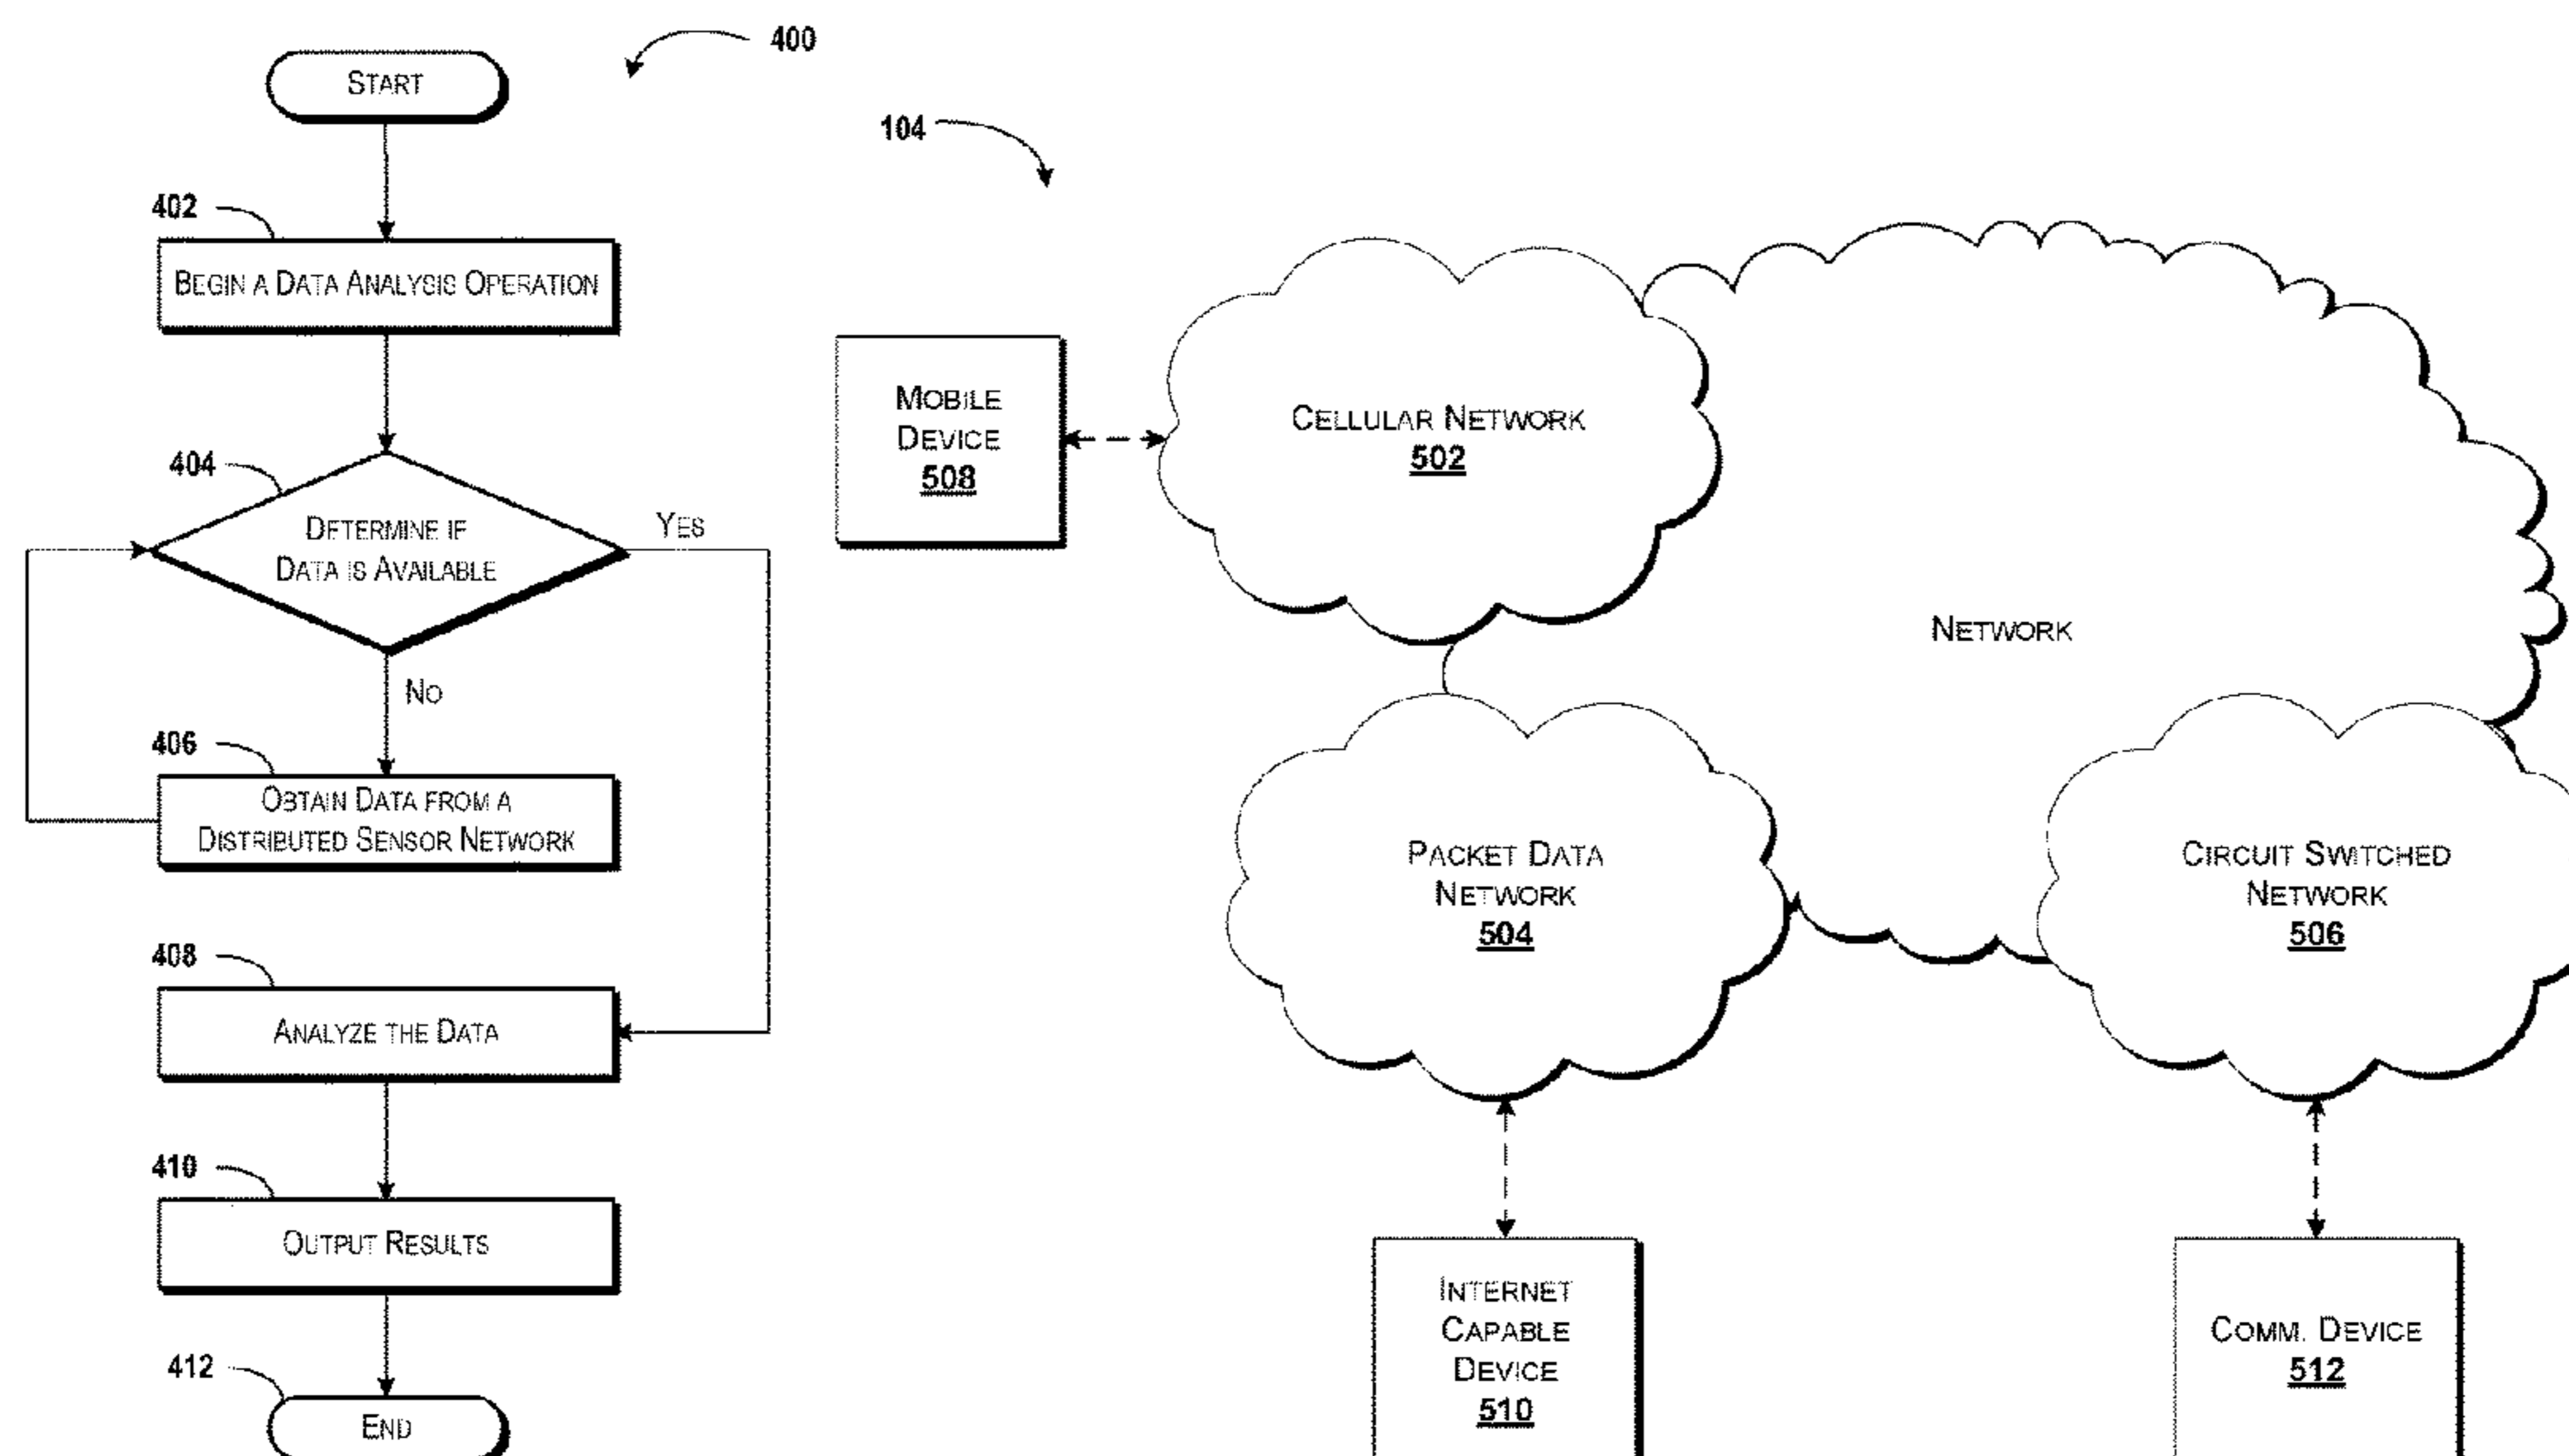 400
START
402
BEGIN A DATA ANALYSIS OPERATION
404
DETERMINE IF
DATA IS AVAILABLE
YES
NO
406
OBTAIN DATA FROM A
DISTRIBUTED SENSOR NETWORK
408
ANALYZE THE DATA
410
OUTPUT RESULTS
412
END
104
MOBILE
DEVICE
508
CELLULAR NETWORK
502
NETWORK
PACKET DATA
NETWORK
504
CIRCUIT SWITCHED
NETWORK
506
INTERNET
CAPABLE
DEVICE
510
COMM. DEVICE
512